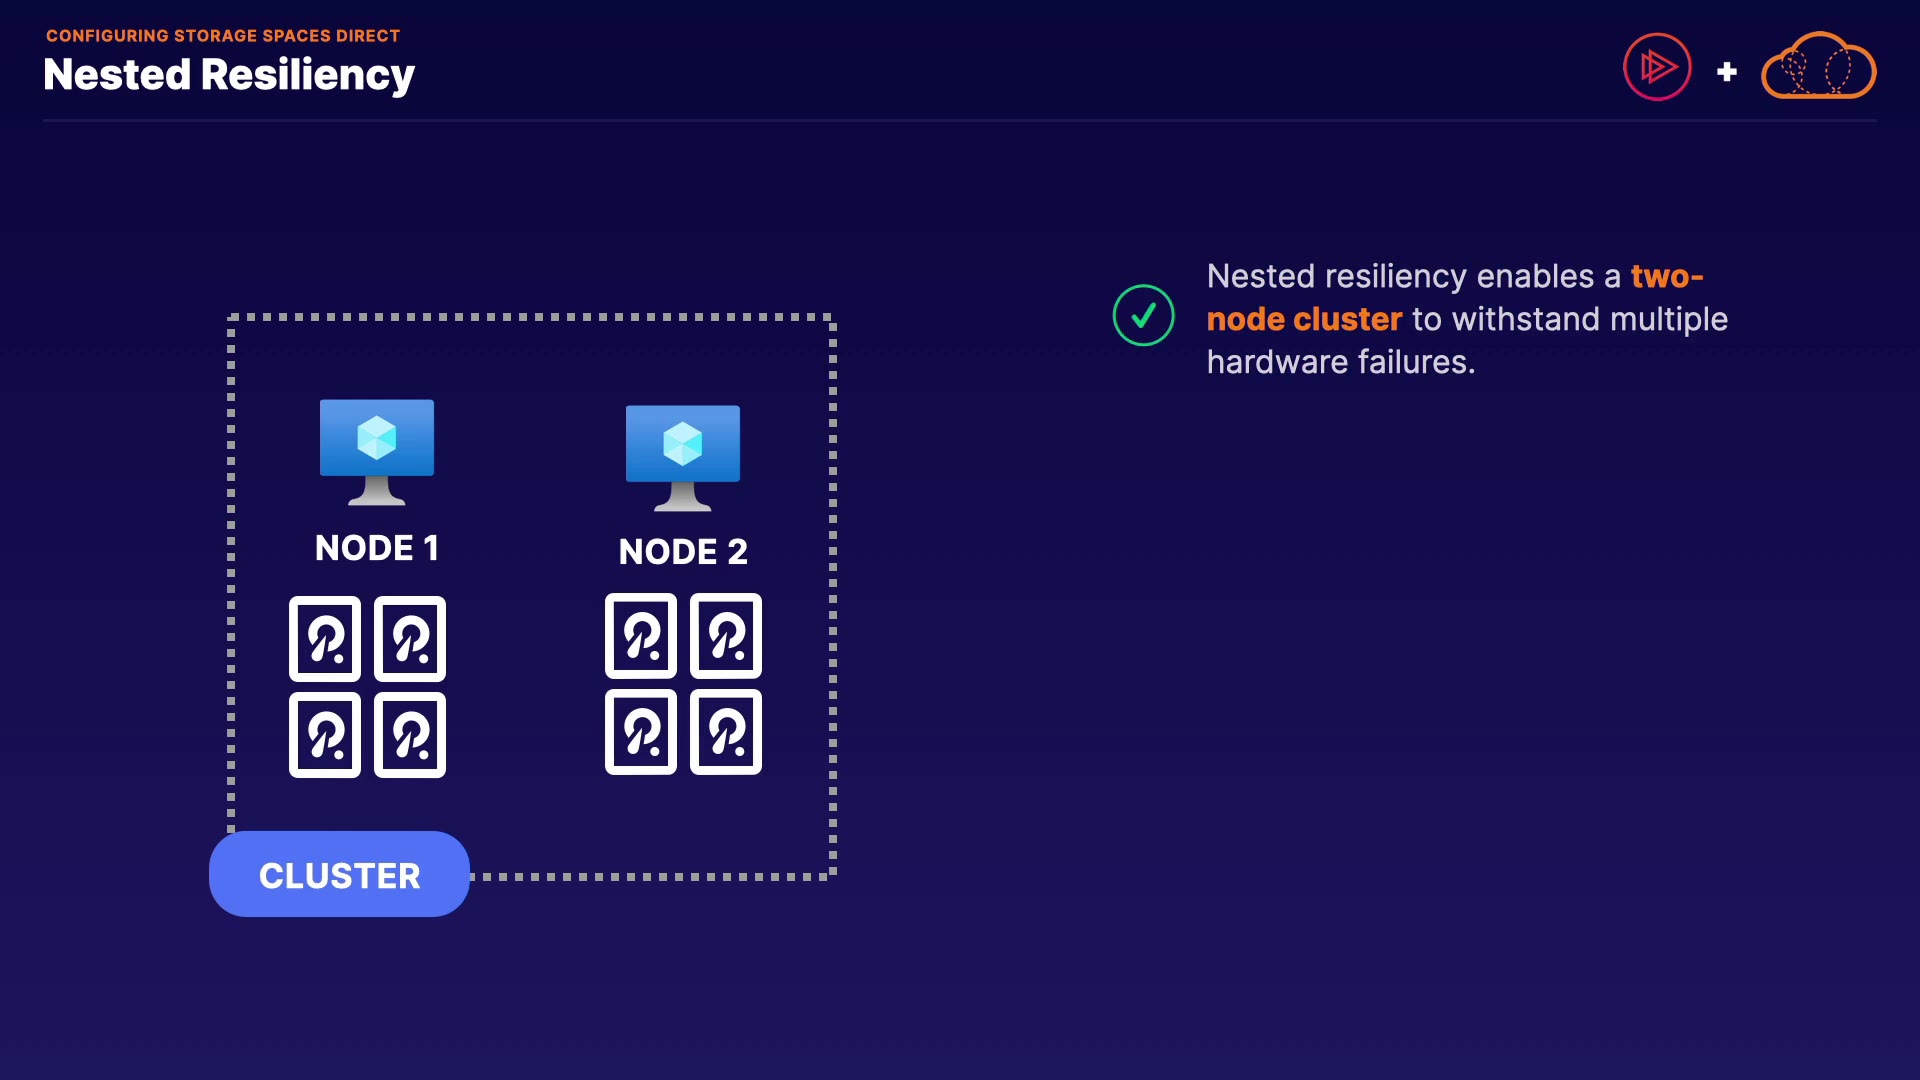 CONFIGURING STORAGE SPACES DIRECT
Nested Resiliency
Nested resiliency enables a two-
node cluster to withstand multiple
hardware failures.
NODE 1
NODE 2
CLUSTER